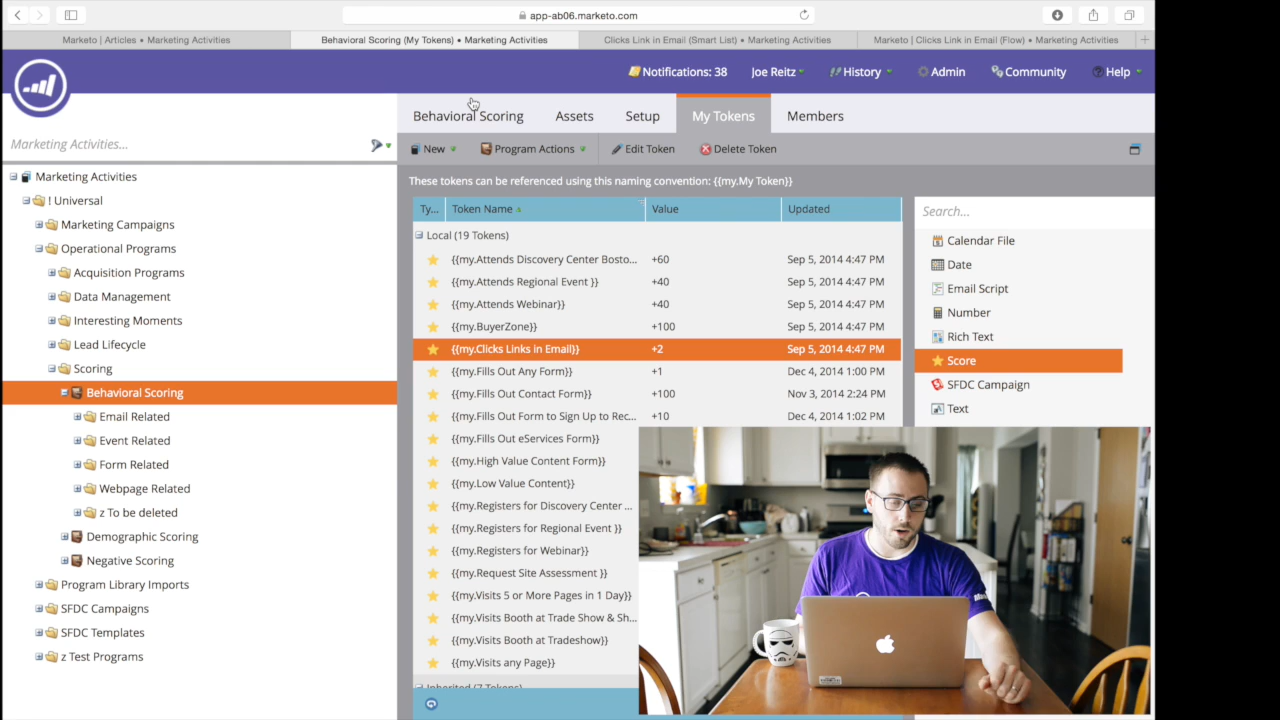 app-ab06.marketo.com
Marketo | Articles • Marketing Activities
Behavioral Scoring (My Tokens) • Marketing Activities
Clicks Link in Email (Smart List) • Marketing Activities
Marketo | Clicks Link in Email (Flow) • Marketing Activities
Notifications: 38
Joe Reitz
History
Admin
Community
Help
Marketing Activities...
Marketing Activities
! Universal
Marketing Campaigns
Operational Programs
Acquisition Programs
Data Management
Interesting Moments
Lead Lifecycle
Scoring
Behavioral Scoring
Email Related
Event Related
Form Related
Webpage Related
z To be deleted
Demographic Scoring
Negative Scoring
Program Library Imports
SFDC Campaigns
SFDC Templates
z Test Programs
Behavioral Scoring
Assets
Setup
My Tokens
Members
New
Program Actions
Edit Token
Delete Token
These tokens can be referenced using this naming convention: {{my.My Token}}
Ty... Token Name Value Updated
Local (19 Tokens)
{{my.Attends Discovery Center Bosto... +60 Sep 5, 2014 4:47 PM
{{my.Attends Regional Event }} +40 Sep 5, 2014 4:47 PM
{{my.Attends Webinar}} +40 Sep 5, 2014 4:47 PM
{{my.BuyerZone}} +100 Sep 5, 2014 4:47 PM
{{my.Clicks Links in Email}} +2 Sep 5, 2014 4:47 PM
{{my.Fills Out Any Form}} +1 Dec 4, 2014 1:00 PM
{{my.Fills Out Contact Form}} +100 Nov 3, 2014 2:24 PM
{{my.Fills Out Form to Sign Up to Rec... +10 Dec 4, 2014 1:02 PM
{{my.Fills Out eServices Form}}
{{my.High Value Content Form}}
{{my.Low Value Content}}
{{my.Registers for Discovery Center ...
{{my.Registers for Regional Event }}
{{my.Registers for Webinar}}
{{my.Request Site Assessment }}
{{my.Visits 5 or More Pages in 1 Day}}
{{my.Visits Booth at Trade Show & Sh...
{{my.Visits Booth at Tradeshow}}
{{my.Visits any Page}}
Inherited (7 Tokens)
Search...
Calendar File
Date
Email Script
Number
Rich Text
Score
SFDC Campaign
Text